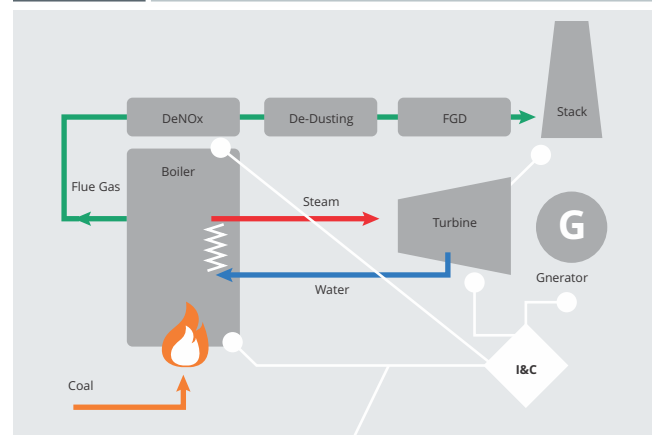 DeNOx
De-Dusting
FGD
Stack
Boiler
Flue Gas
Steam
Turbine
G
Gnerator
Water
I&C
Coal